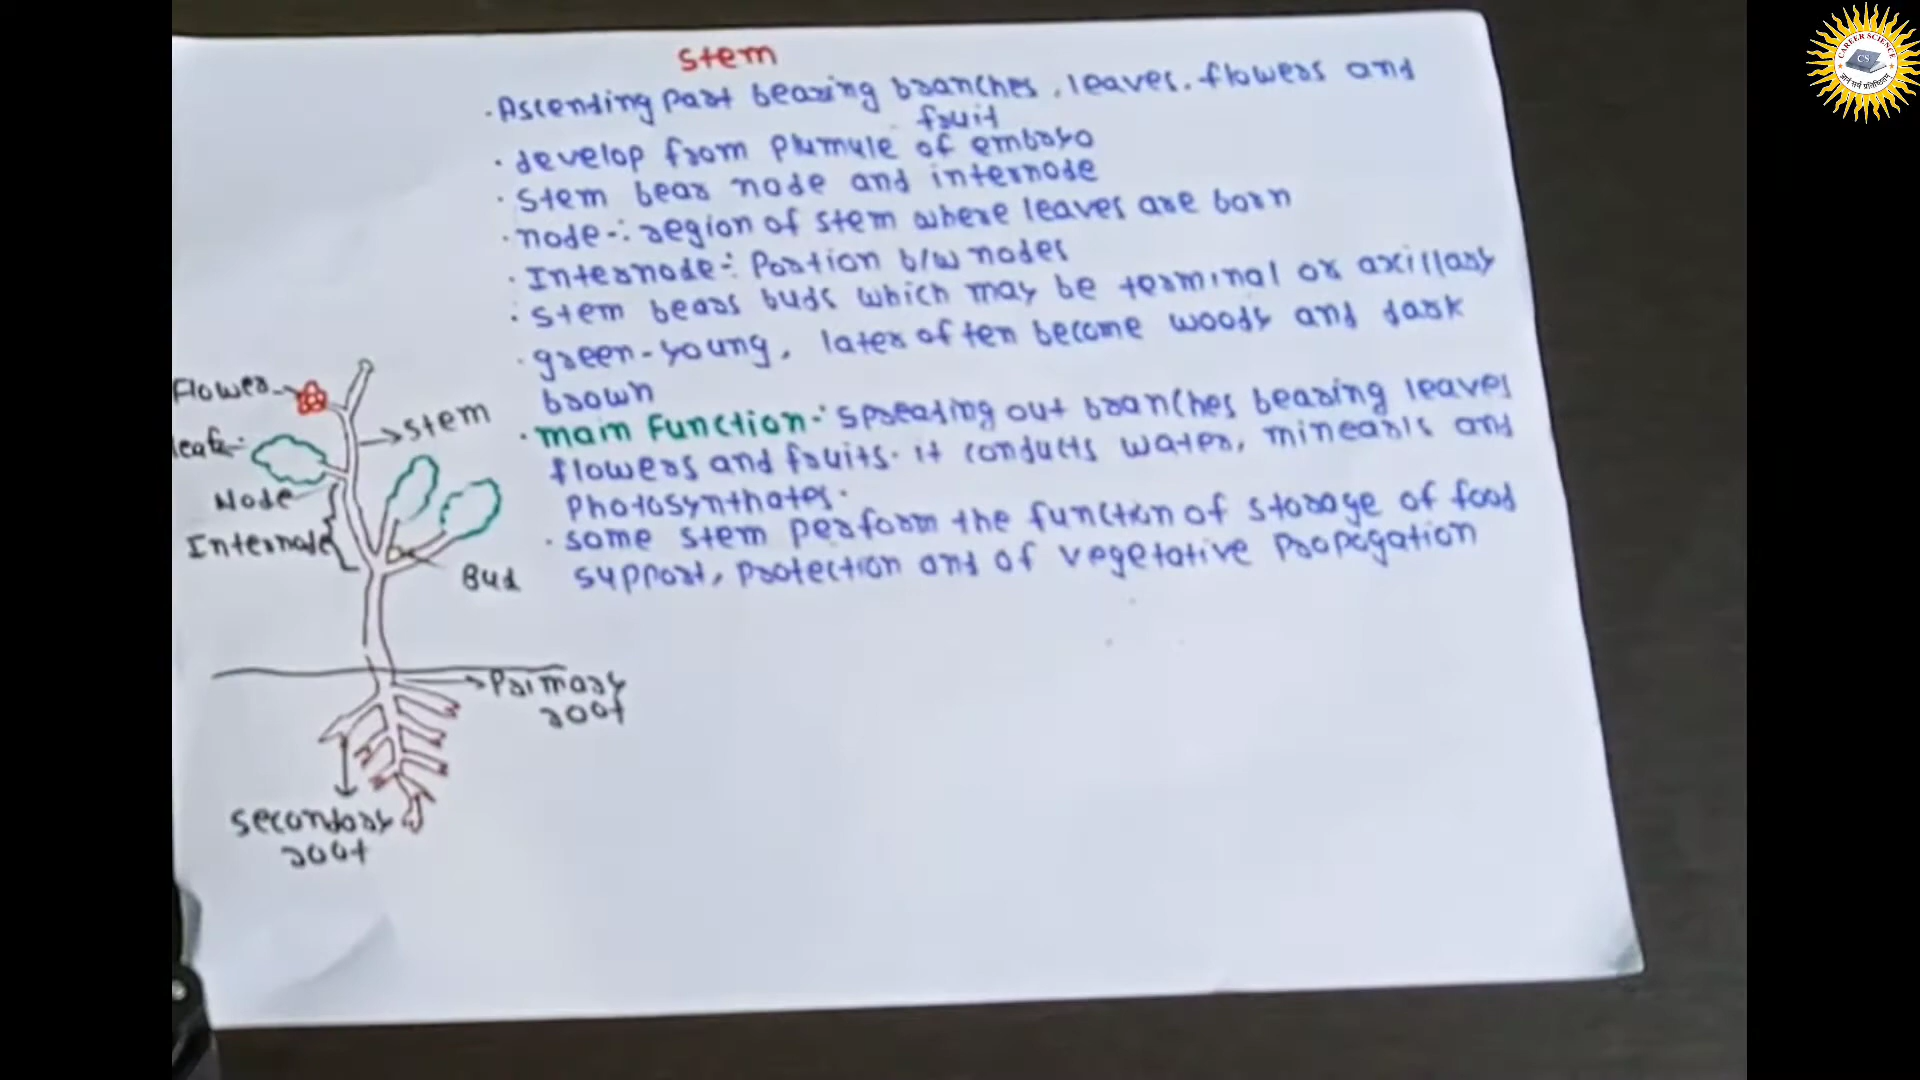 Stem
. Ascending part bearing branches, leaves. flowers and
fruit
. develop from Plumule of embryo
. Stem bear node and internode
. node-: region of stem where leaves are born
. Internode-: Portion b/w nodes
. stem bears buds which may be terminal or axillary
. green-young, later often become woody and dark
brown
. main Function-: spreading out branches bearing leaves
flowers and fruits. it conducts water, minearls and
Photosynthates.
. some stem perform the function of storage of food
support, protection and of vegetative propogation
Flower
stem
leaf-
Node
Internode
Bud
Primary
root
secondary
root
CAREER SCIENCE
CS